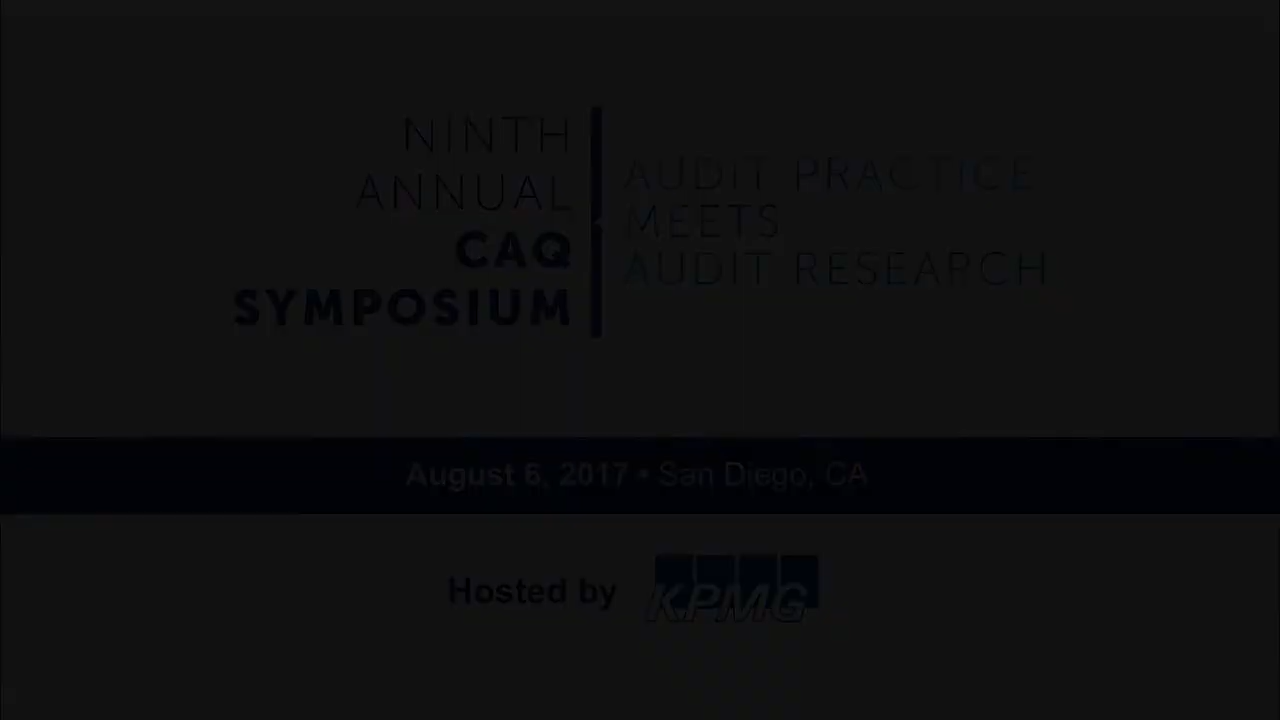 NINTH
ANNUAL
CAQ
SYMPOSIUM
AUDIT PRACTICE
MEETS
AUDIT RESEARCH
August 6, 2017 • San Diego, CA
Hosted by KPMG